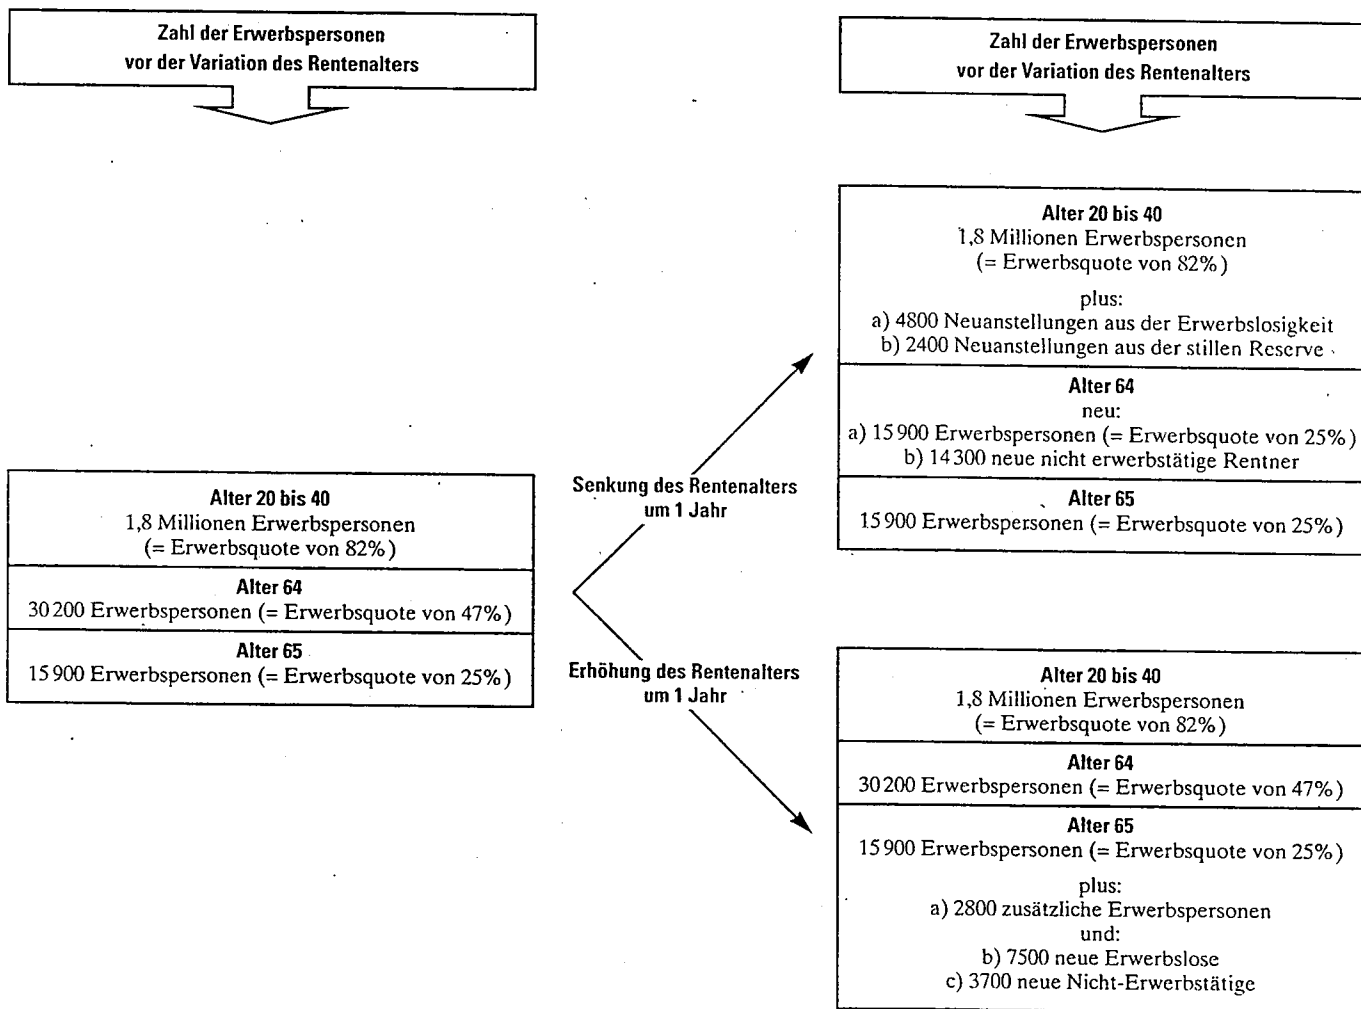 Zahl der Erwerbspersonen
vor der Variation des Rentenalters
Alter 20 bis 40
1,8 Millionen Erwerbspersonen
(= Erwerbsquote von 82%)
Alter 64
30 200 Erwerbspersonen (= Erwerbsquote von 47%)
Alter 65
15 900 Erwerbspersonen (= Erwerbsquote von 25%)
Senkung des Rentenalters
um 1 Jahr
Erhöhung des Rentenalters
um 1 Jahr
Zahl der Erwerbspersonen
vor der Variation des Rentenalters
Alter 20 bis 40
1,8 Millionen Erwerbspersonen
(= Erwerbsquote von 82%)
plus:
a) 4800 Neuanstellungen aus der Erwerbslosigkeit
b) 2400 Neuanstellungen aus der stillen Reserve
Alter 64
neu:
a) 15 900 Erwerbspersonen (= Erwerbsquote von 25%)
b) 14 300 neue nicht erwerbstätige Rentner
Alter 65
15 900 Erwerbspersonen (= Erwerbsquote von 25%)
Alter 20 bis 40
1,8 Millionen Erwerbspersonen
(= Erwerbsquote von 82%)
Alter 64
30 200 Erwerbspersonen (= Erwerbsquote von 47%)
Alter 65
15 900 Erwerbspersonen (= Erwerbsquote von 25%)
plus:
a) 2800 zusätzliche Erwerbspersonen
und:
b) 7500 neue Erwerbslose
c) 3700 neue Nicht-Erwerbstätige